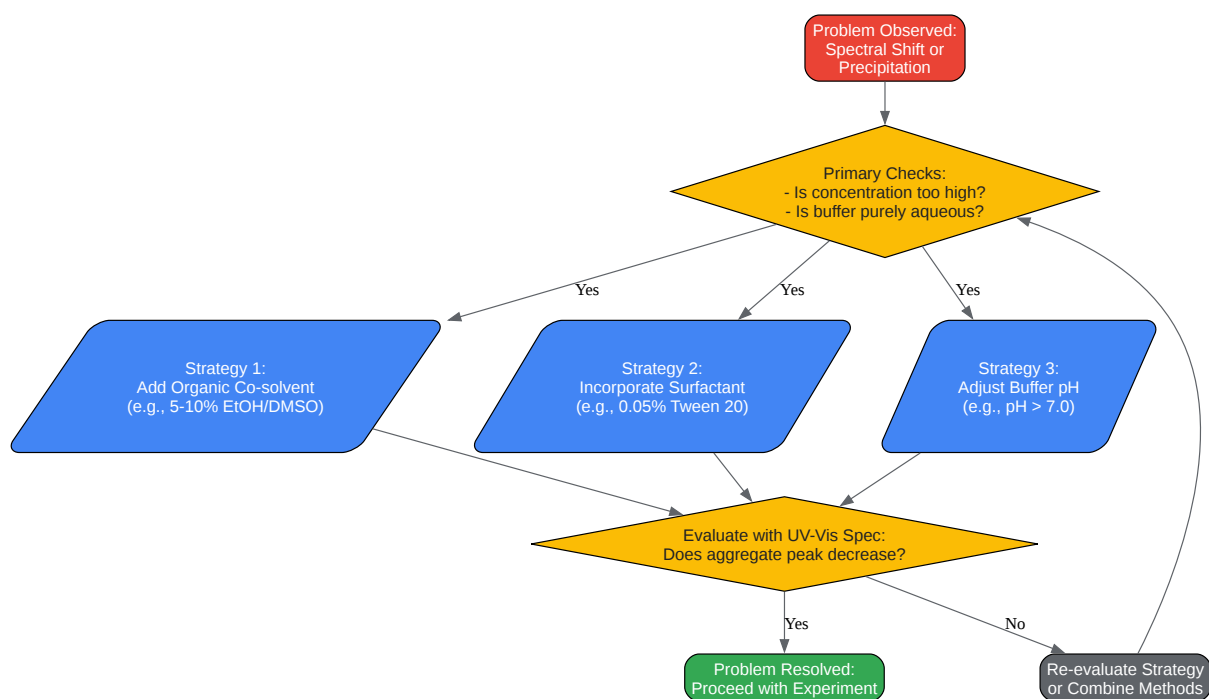 Problem Observed:
Spectral Shift or
Precipitation
Primary Checks:
- Is concentration too high?
- Is buffer purely aqueous?
Yes
Yes
Yes
Strategy 1:
Add Organic Co-solvent
(e.g., 5-10% EtOH/DMSO)
Strategy 2:
Incorporate Surfactant
(e.g., 0.05% Tween 20)
Strategy 3:
Adjust Buffer pH
(e.g., pH > 7.0)
Evaluate with UV-Vis Spec:
Does aggregate peak decrease?
Yes
No
Problem Resolved:
Proceed with Experiment
Re-evaluate Strategy
or Combine Methods